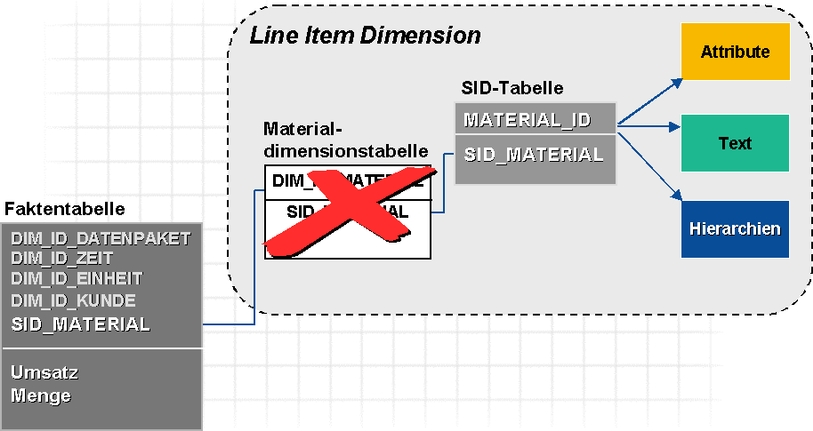 Line Item Dimension
Attribute
SID-Tabelle
MATERIAL_ID
SID_MATERIAL
Text
Material-
dimensionstabelle
Hierarchien
Faktentabelle
DIM_ID_DATENPAKET
DIM_ID_ZEIT
DIM_ID_EINHEIT
DIM_ID_KUNDE
SID_MATERIAL
Umsatz
Menge